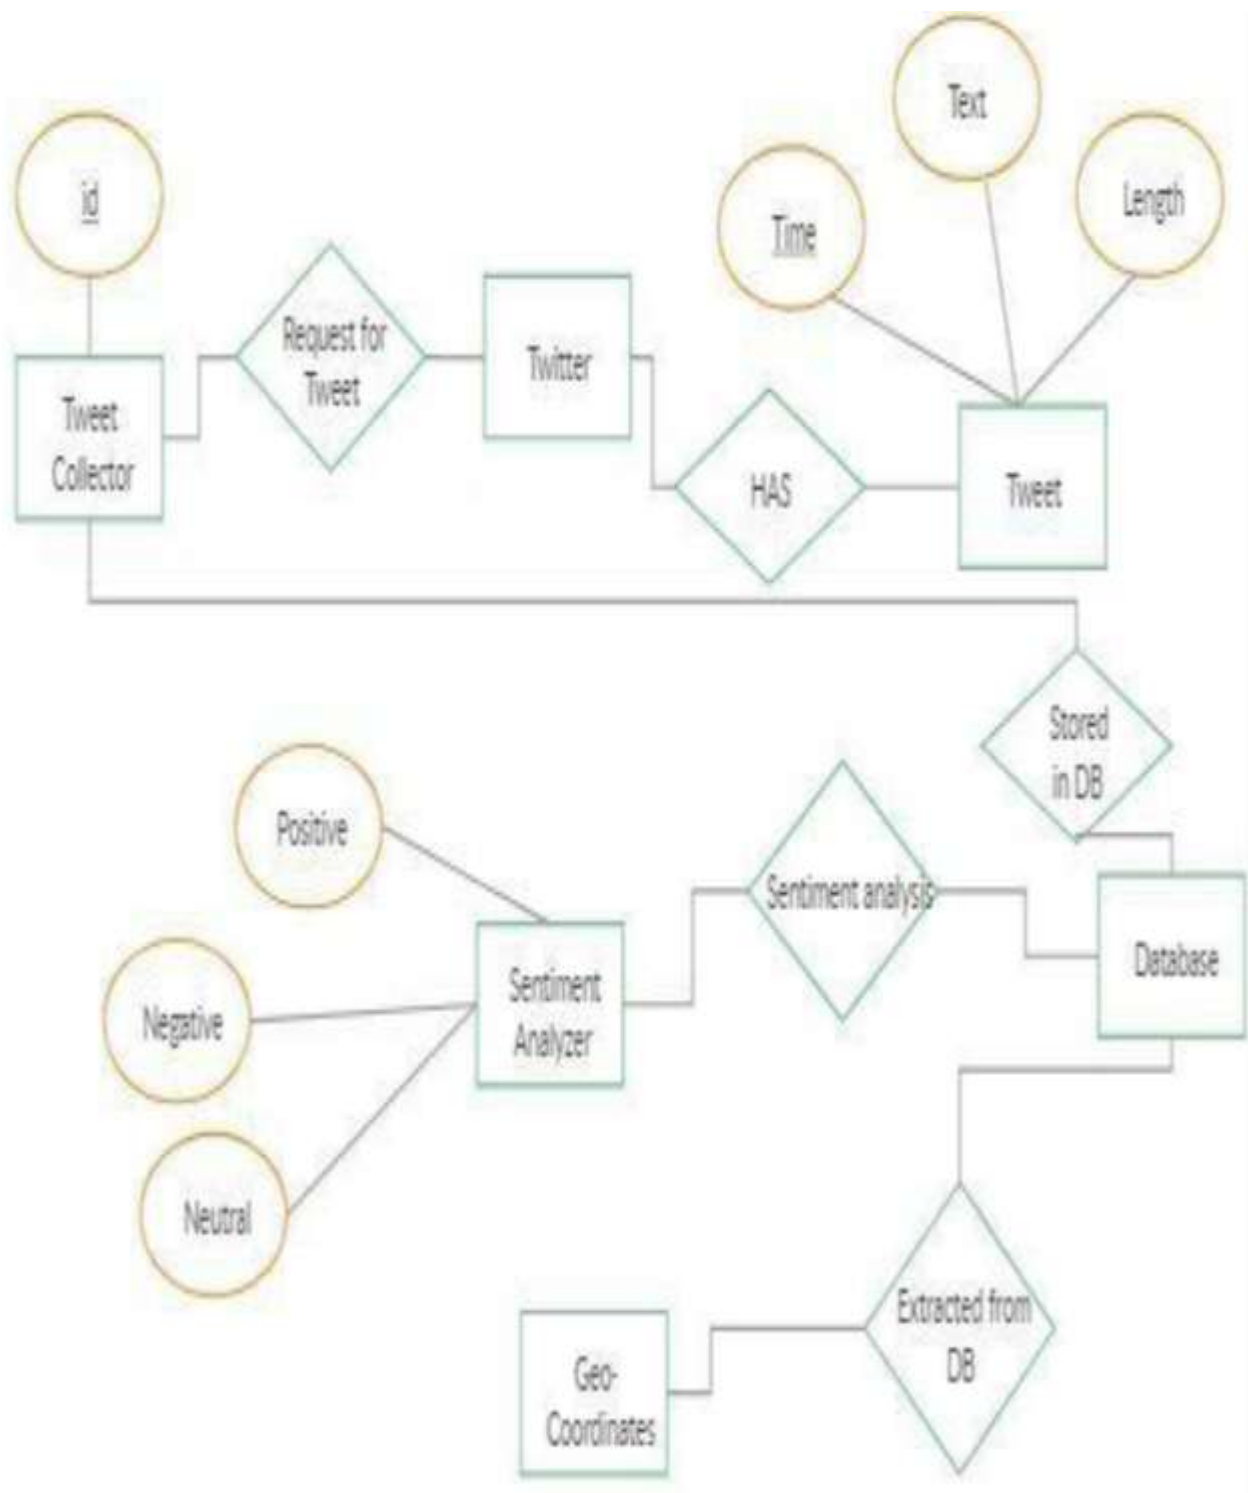 Text
id
Length
Time
Request for
Tweet
Twitter
Tweet
Collector
HAS
Tweet
Stored
in DB
Positive
Sentiment analysis
Database
Sentiment
Analyzer
Negative
Neutral
Extracted from
DB
Geo-
Coordinates